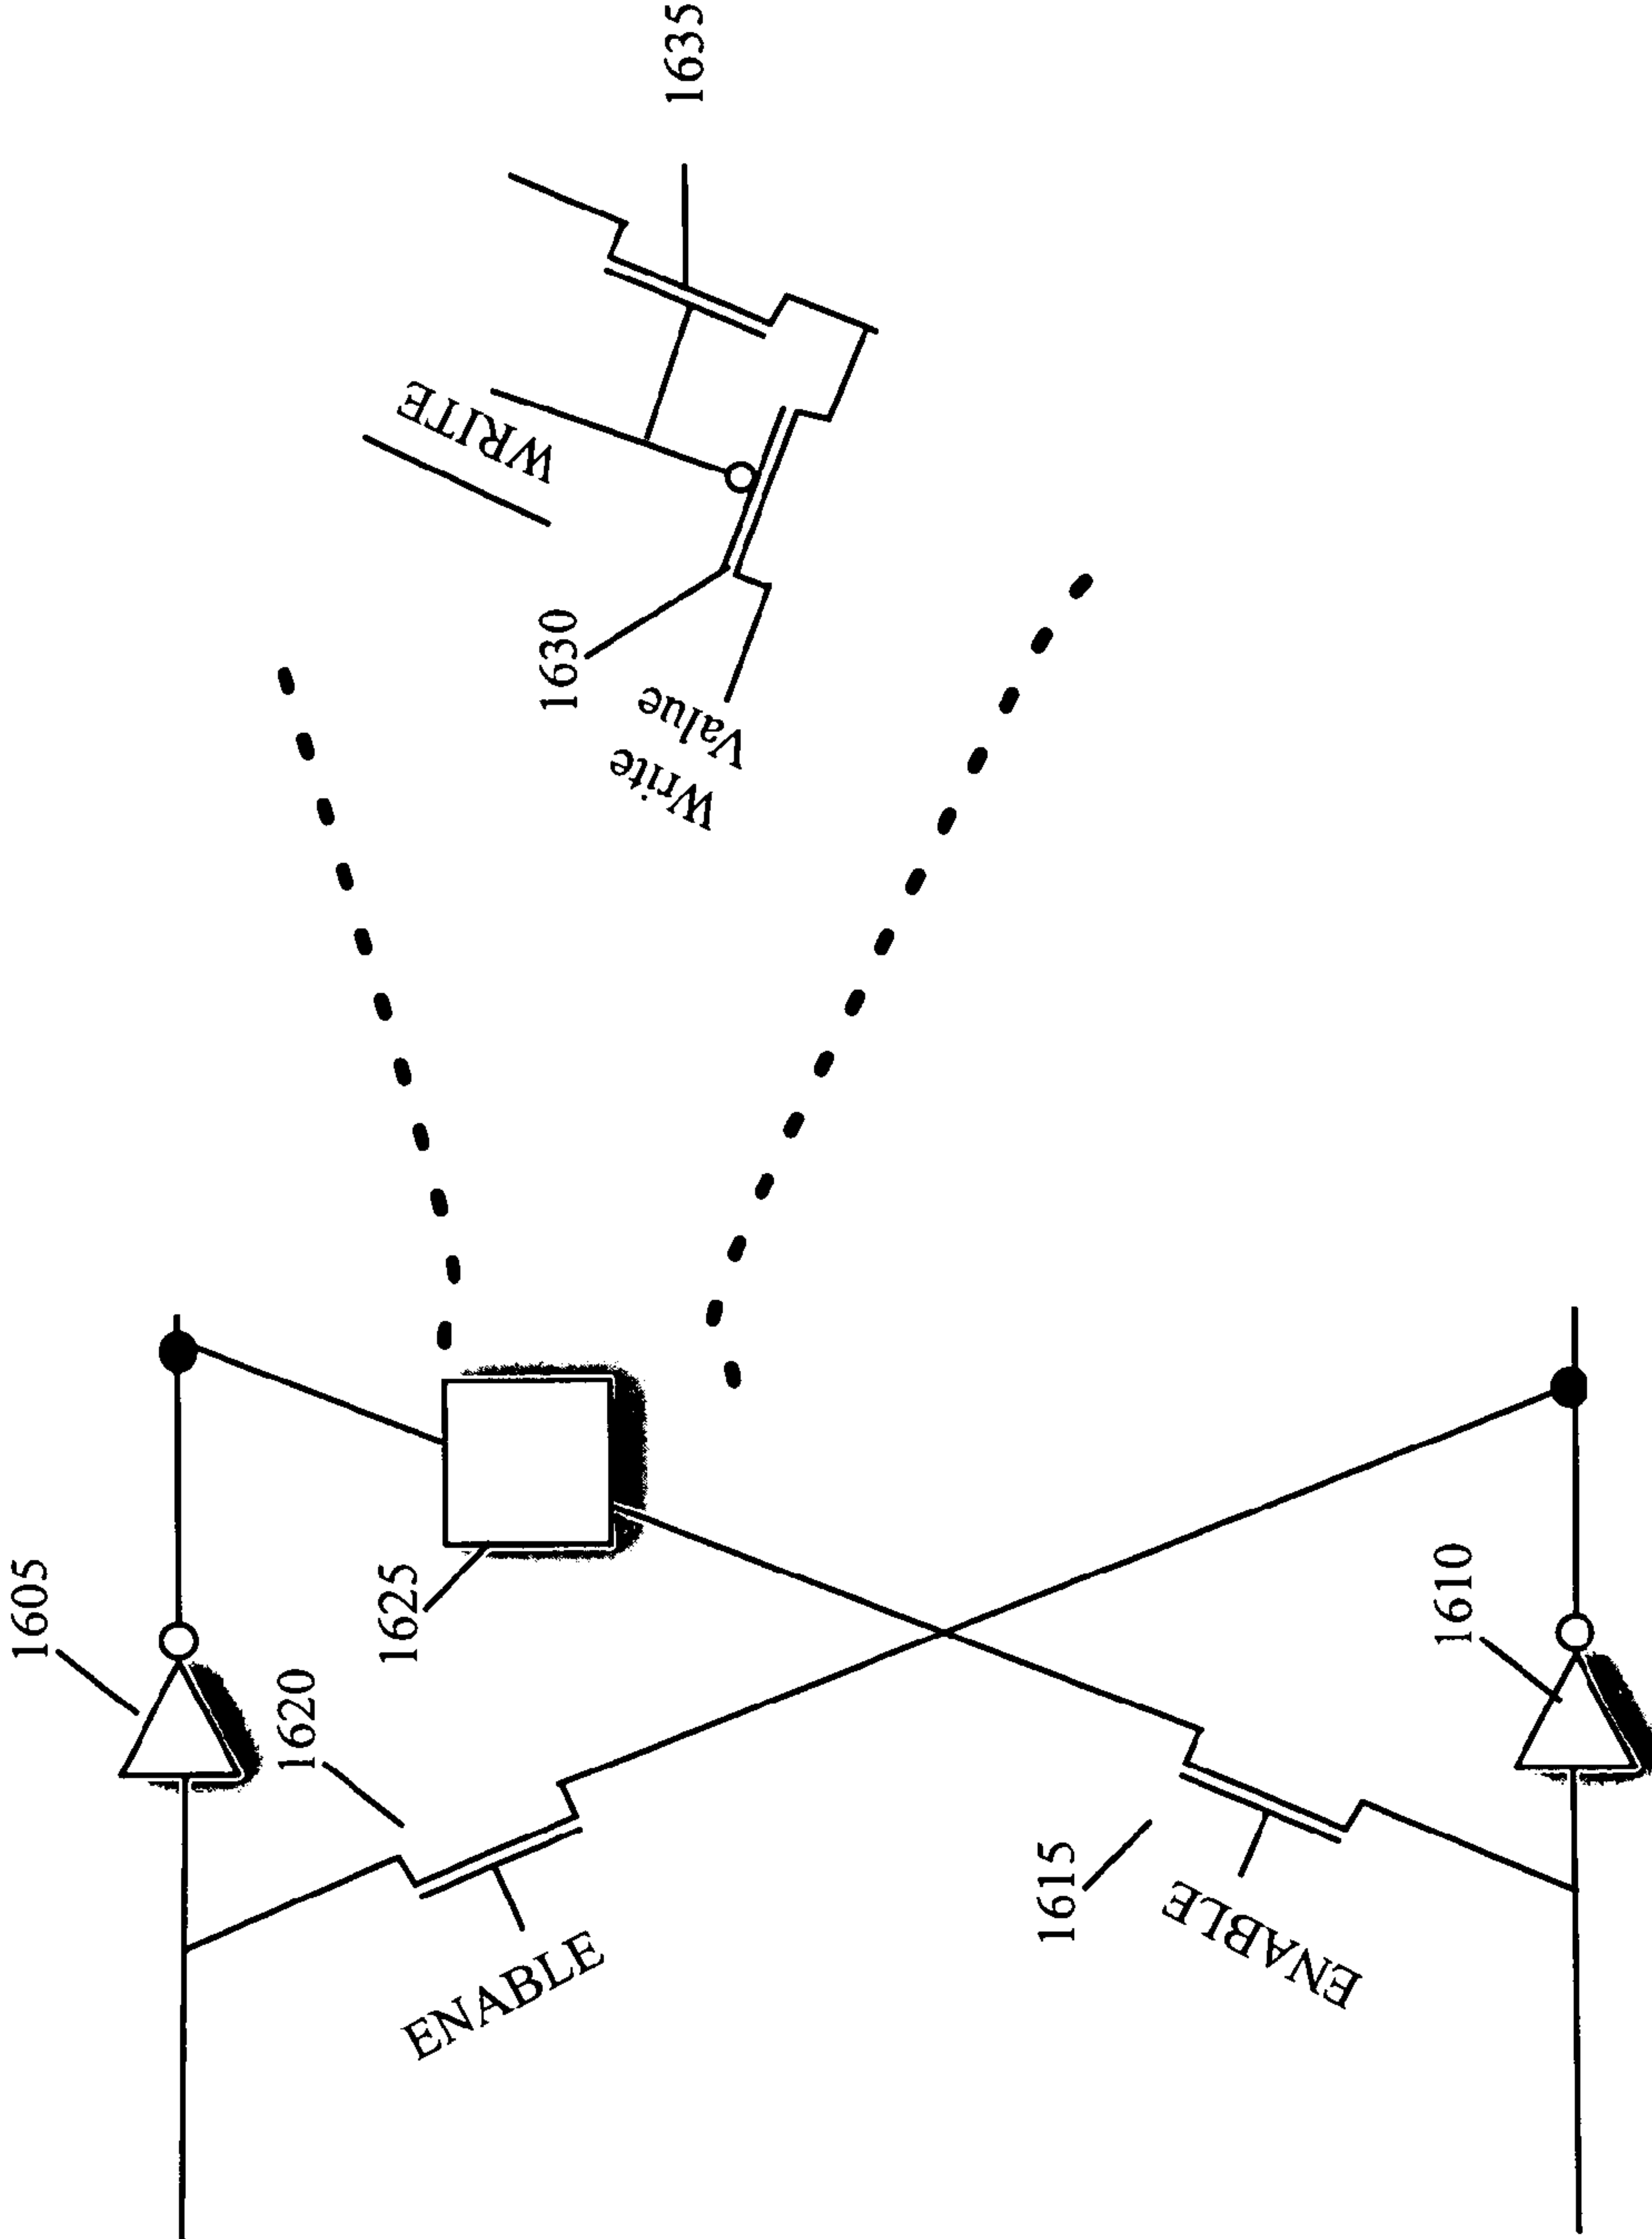 1605
1620
ENABLE
1625
1615
ENABLE
1610
1630
Write
Value
WRITE
1635